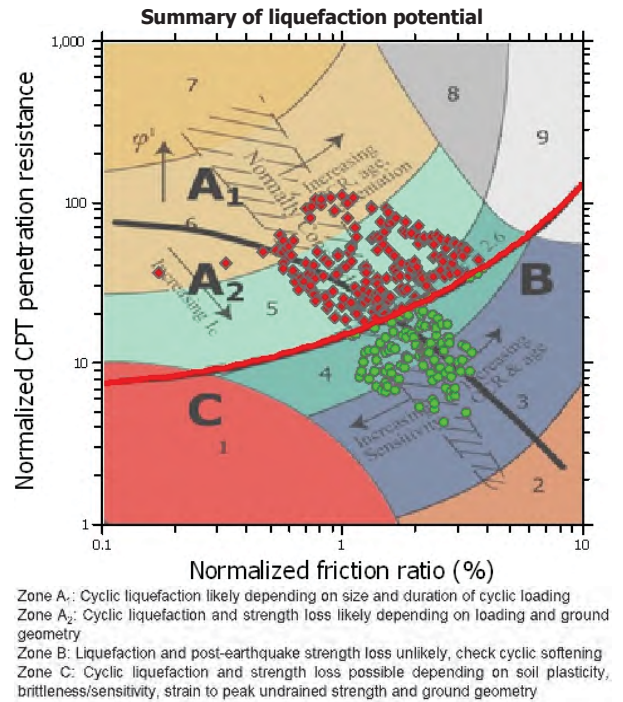 Summary of liquefaction potential
Normalized CPT penetration resistance
1,000
100
10
1
7
8
9
φ'
A1
Increasing
age,
Normally
6
2.6
A2
B
Increasing Ic
5
4
Increasing
& age
C
1
Increasing
Sensitivity
3
2
0.1
1
10
Normalized friction ratio (%)
Zone A1: Cyclic liquefaction likely depending on size and duration of cyclic loading
Zone A2: Cyclic liquefaction and strength loss likely depending on loading and ground
geometry
Zone B: Liquefaction and post-earthquake strength loss unlikely, check cyclic softening
Zone C: Cyclic liquefaction and strength loss possible depending on soil plasticity,
brittleness/sensitivity, strain to peak undrained strength and ground geometry